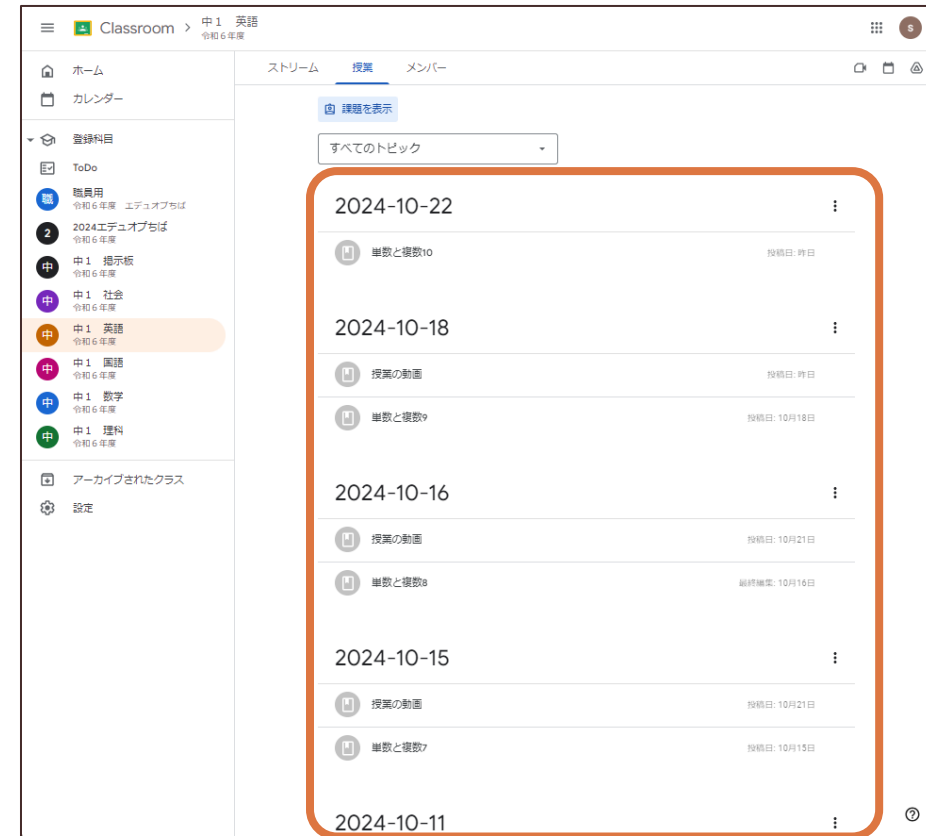 Classroom > 中1 英語
令和6年度
S
ホーム
カレンダー
登録科目
ToDo
職 職員用
令和6年度 エデュオプちば
2 2024エデュオプちば
令和6年度
中 中1 掲示板
令和6年度
中 中1 社会
令和6年度
中 中1 英語
令和6年度
中 中1 国語
令和6年度
中 中1 数学
令和6年度
中 中1 理科
令和6年度
アーカイブされたクラス
設定
ストリーム 授業 メンバー
課題を表示
すべてのトピック
2024-10-22
単数と複数10 投稿日: 昨日
2024-10-18
授業の動画 投稿日: 昨日
単数と複数9 投稿日: 10月18日
2024-10-16
授業の動画 投稿日: 10月21日
単数と複数8 最終編集: 10月16日
2024-10-15
授業の動画 投稿日: 10月21日
単数と複数7 投稿日: 10月15日
2024-10-11